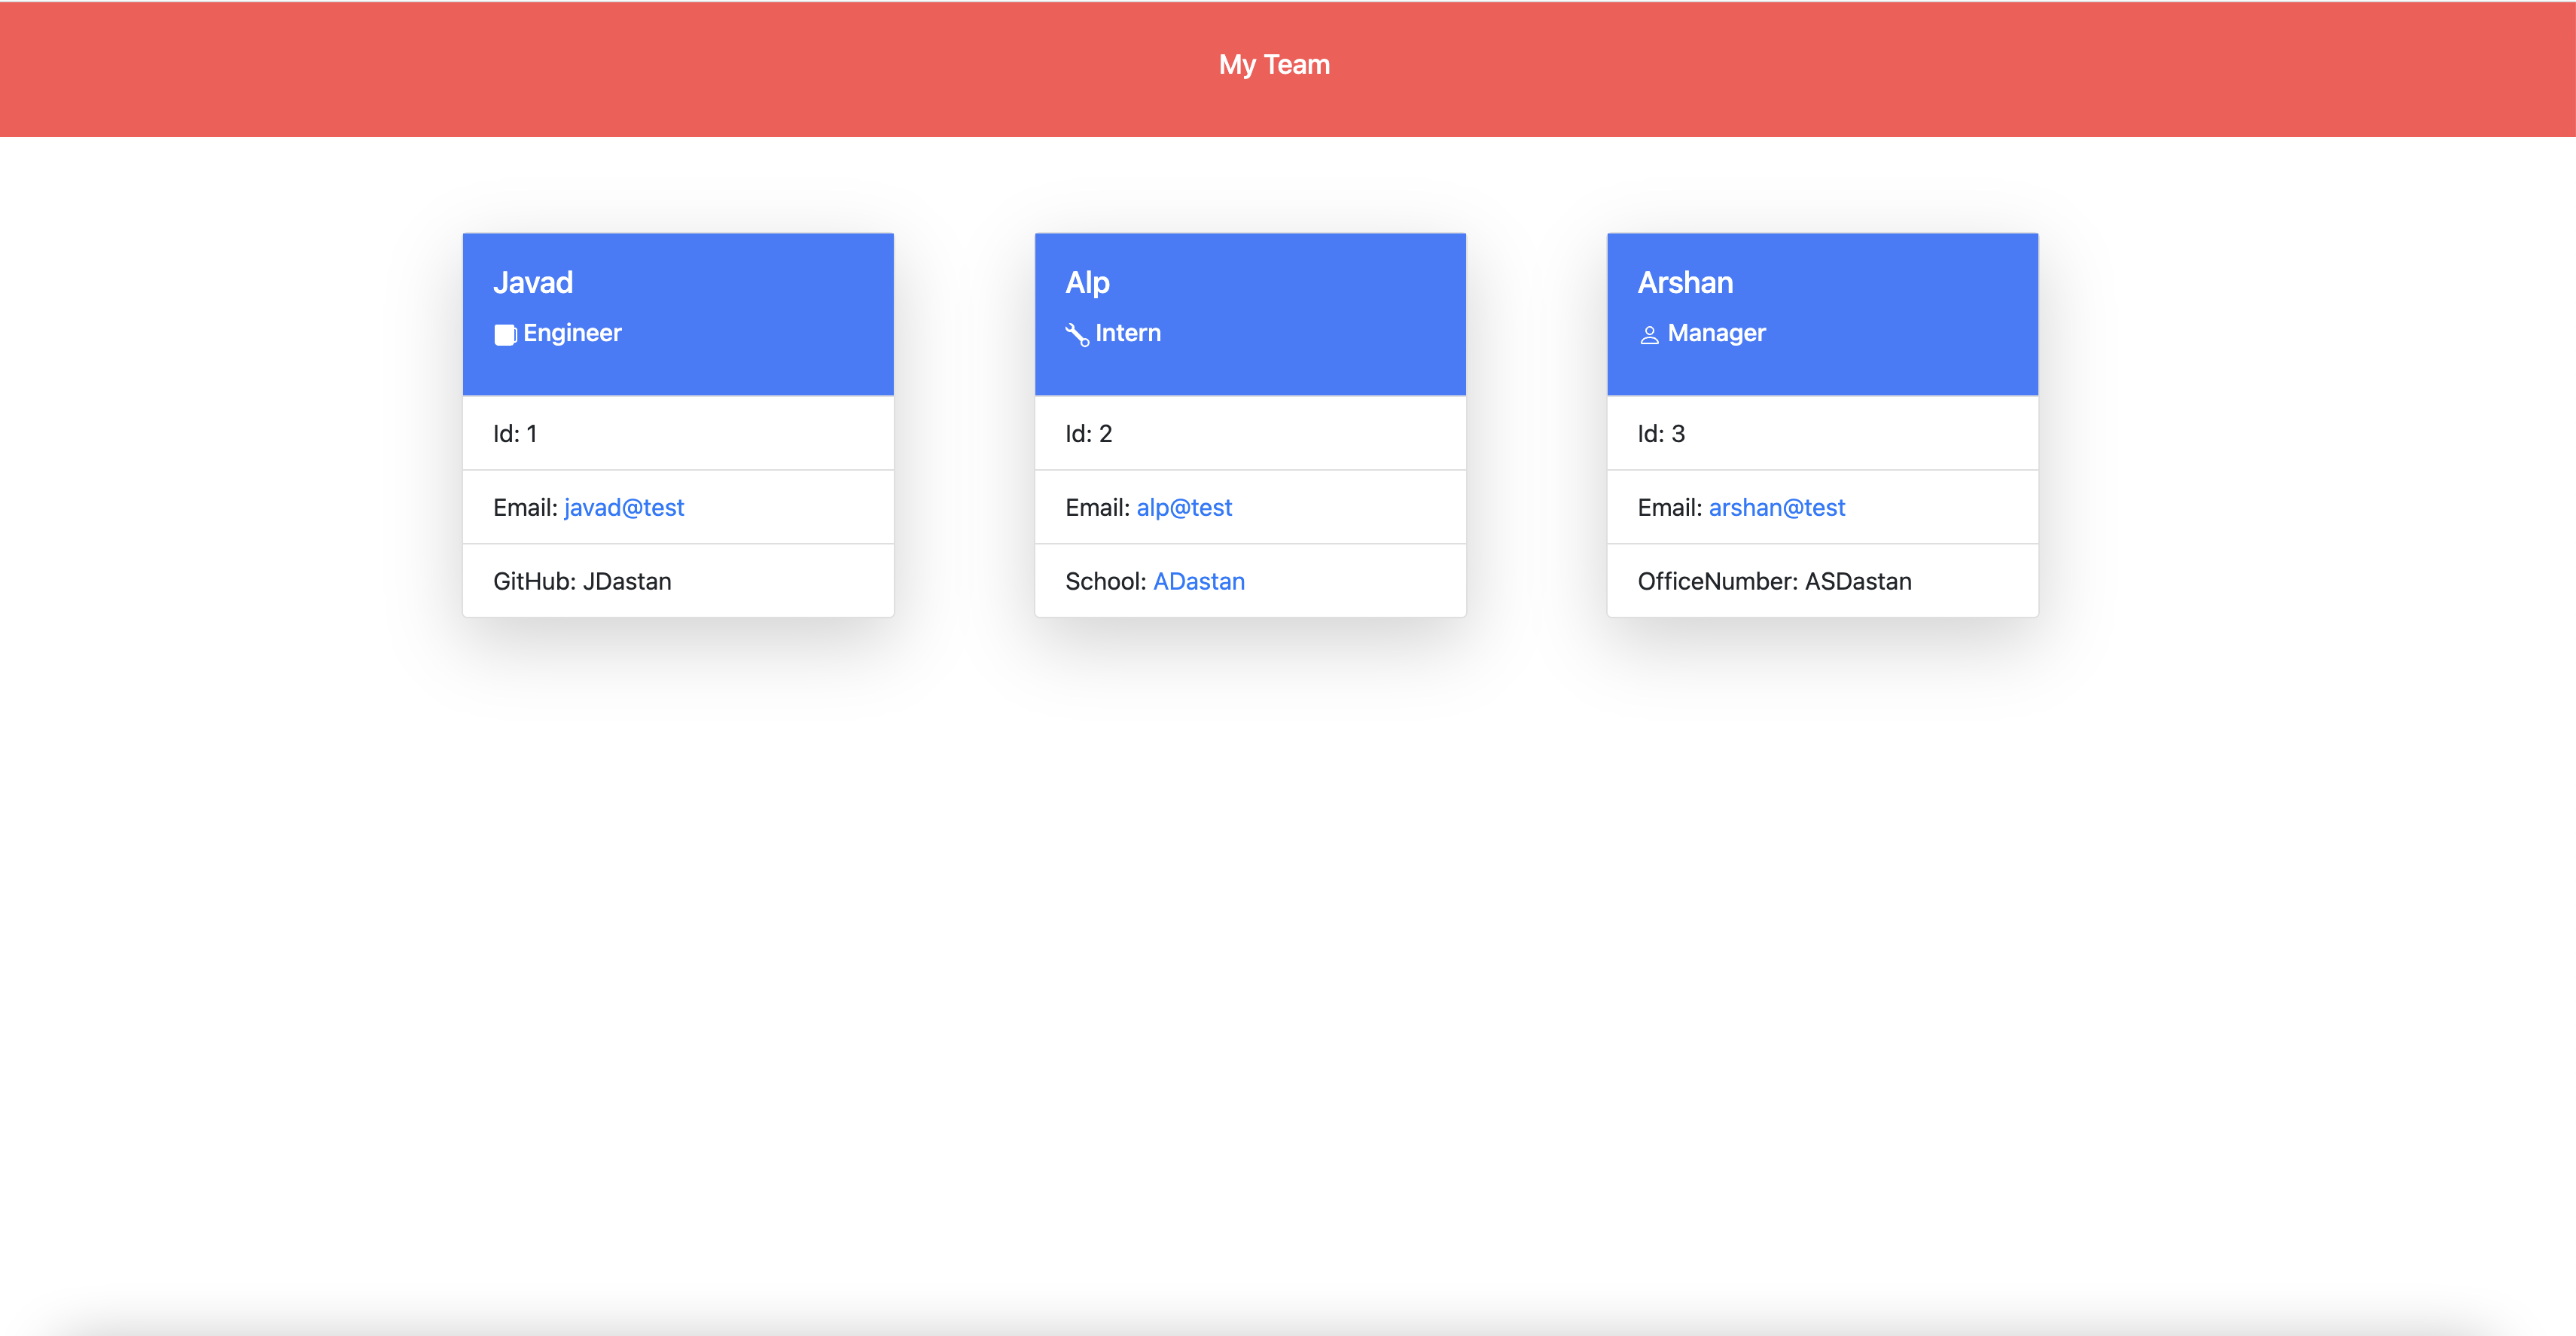 My Team
Javad
Engineer
Id: 1
Email: javad@test
GitHub: JDastan
Alp
Intern
Id: 2
Email: alp@test
School: ADastan
Arshan
Manager
Id: 3
Email: arshan@test
OfficeNumber: ASDastan